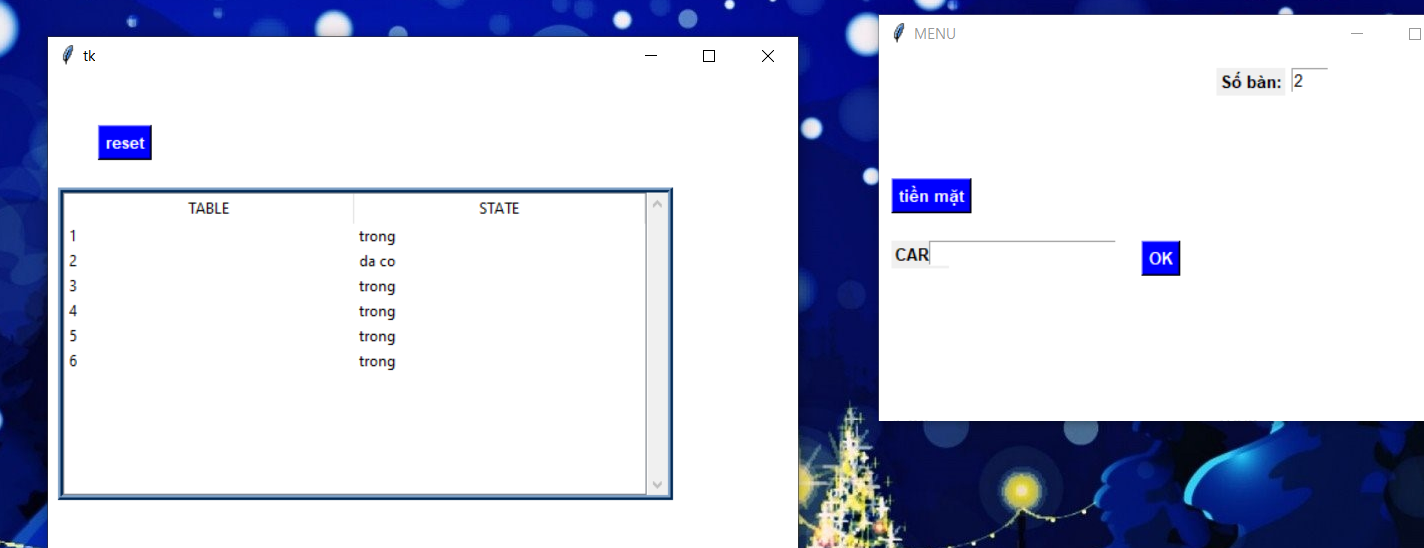 tk
reset
TABLE STATE
1 trong
2 da co
3 trong
4 trong
5 trong
6 trong
MENU
Số bàn: 2
tiền mặt
CAR
OK